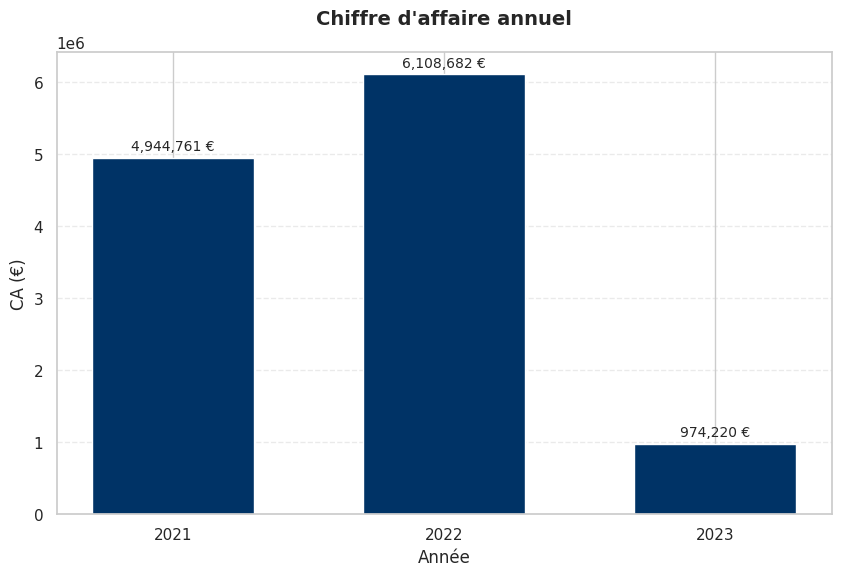 Chiffre d'affaire annuel
1e6
6,108,682 €
6
4,944,761 €
5
4
CA (€)
3
2
974,220 €
1
0
2021 2022 2023
Année